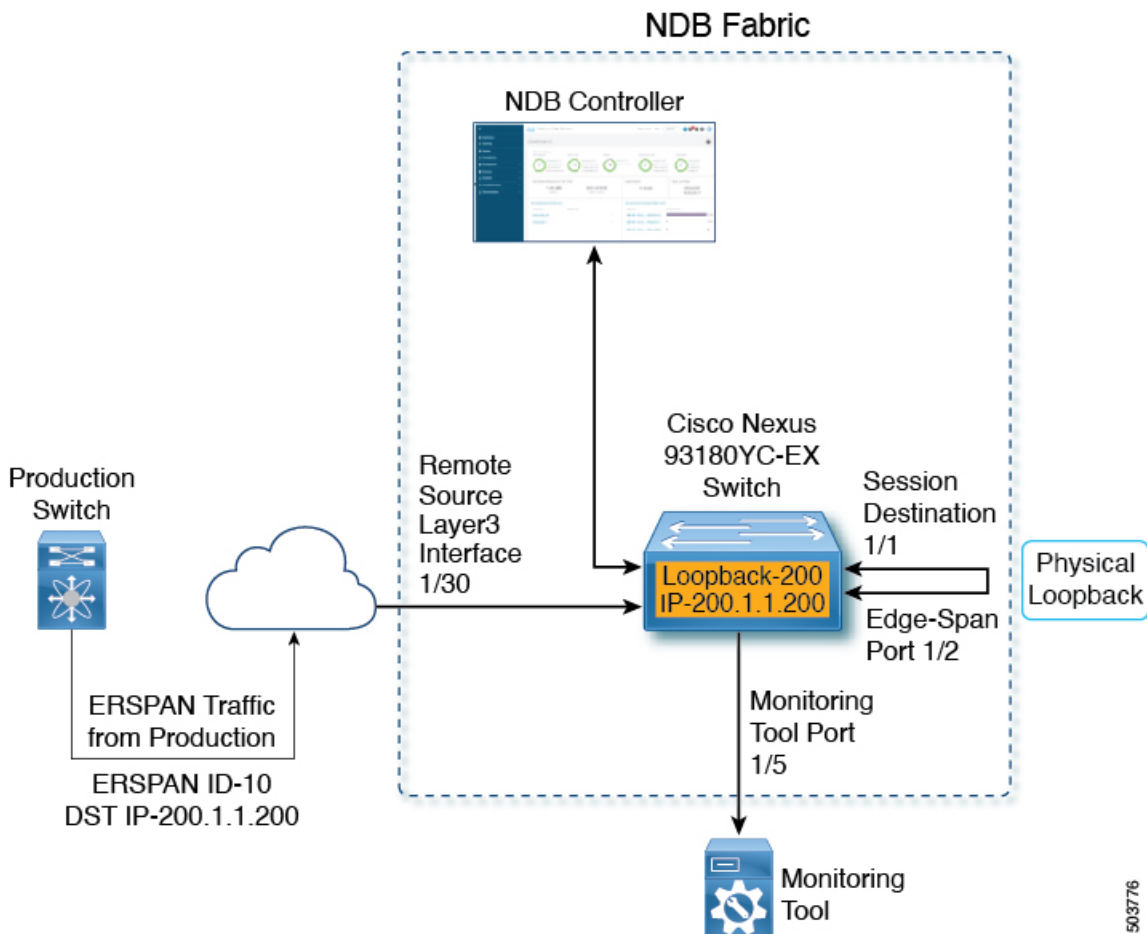 NDB Fabric
NDB Controller
Cisco Nexus
93180YC-EX
Switch
Remote
Source
Layer3
Interface
1/30
Session
Destination
1/1
Production
Switch
Loopback-200
IP-200.1.1.200
Physical
Loopback
Edge-Span
Port 1/2
ERSPAN Traffic
from Production
ERSPAN ID-10
DST IP-200.1.1.200
Monitoring
Tool Port
1/5
Monitoring
Tool
503776